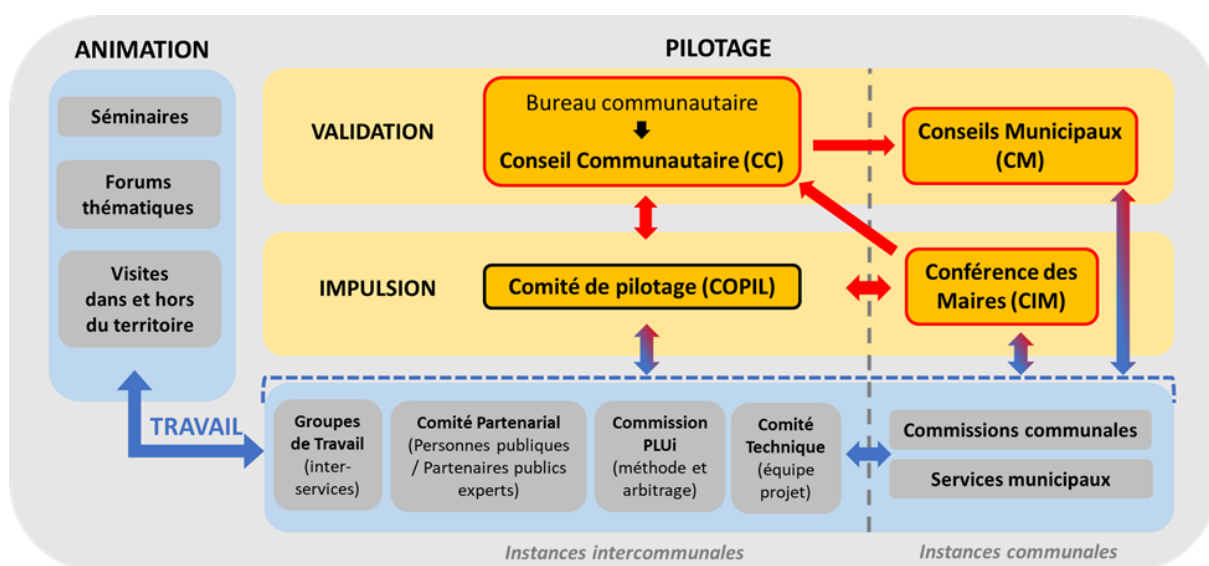 ANIMATION
Séminaires
Forums
thématiques
Visites
dans et hors
du territoire
PILOTAGE
VALIDATION
Bureau communautaire
Conseil Communautaire (CC)
Conseils Municipaux
(CM)
IMPULSION
Comité de pilotage (COPIL)
Conférence des
Maires (CIM)
TRAVAIL
Groupes
de Travail
(inter-
services)
Comité Partenarial
(Personnes publiques
/ Partenaires publics
experts)
Commission
PLUi
(méthode et
arbitrage)
Comité
Technique
(équipe
projet)
Commissions communales
Services municipaux
Instances intercommunales
Instances communales